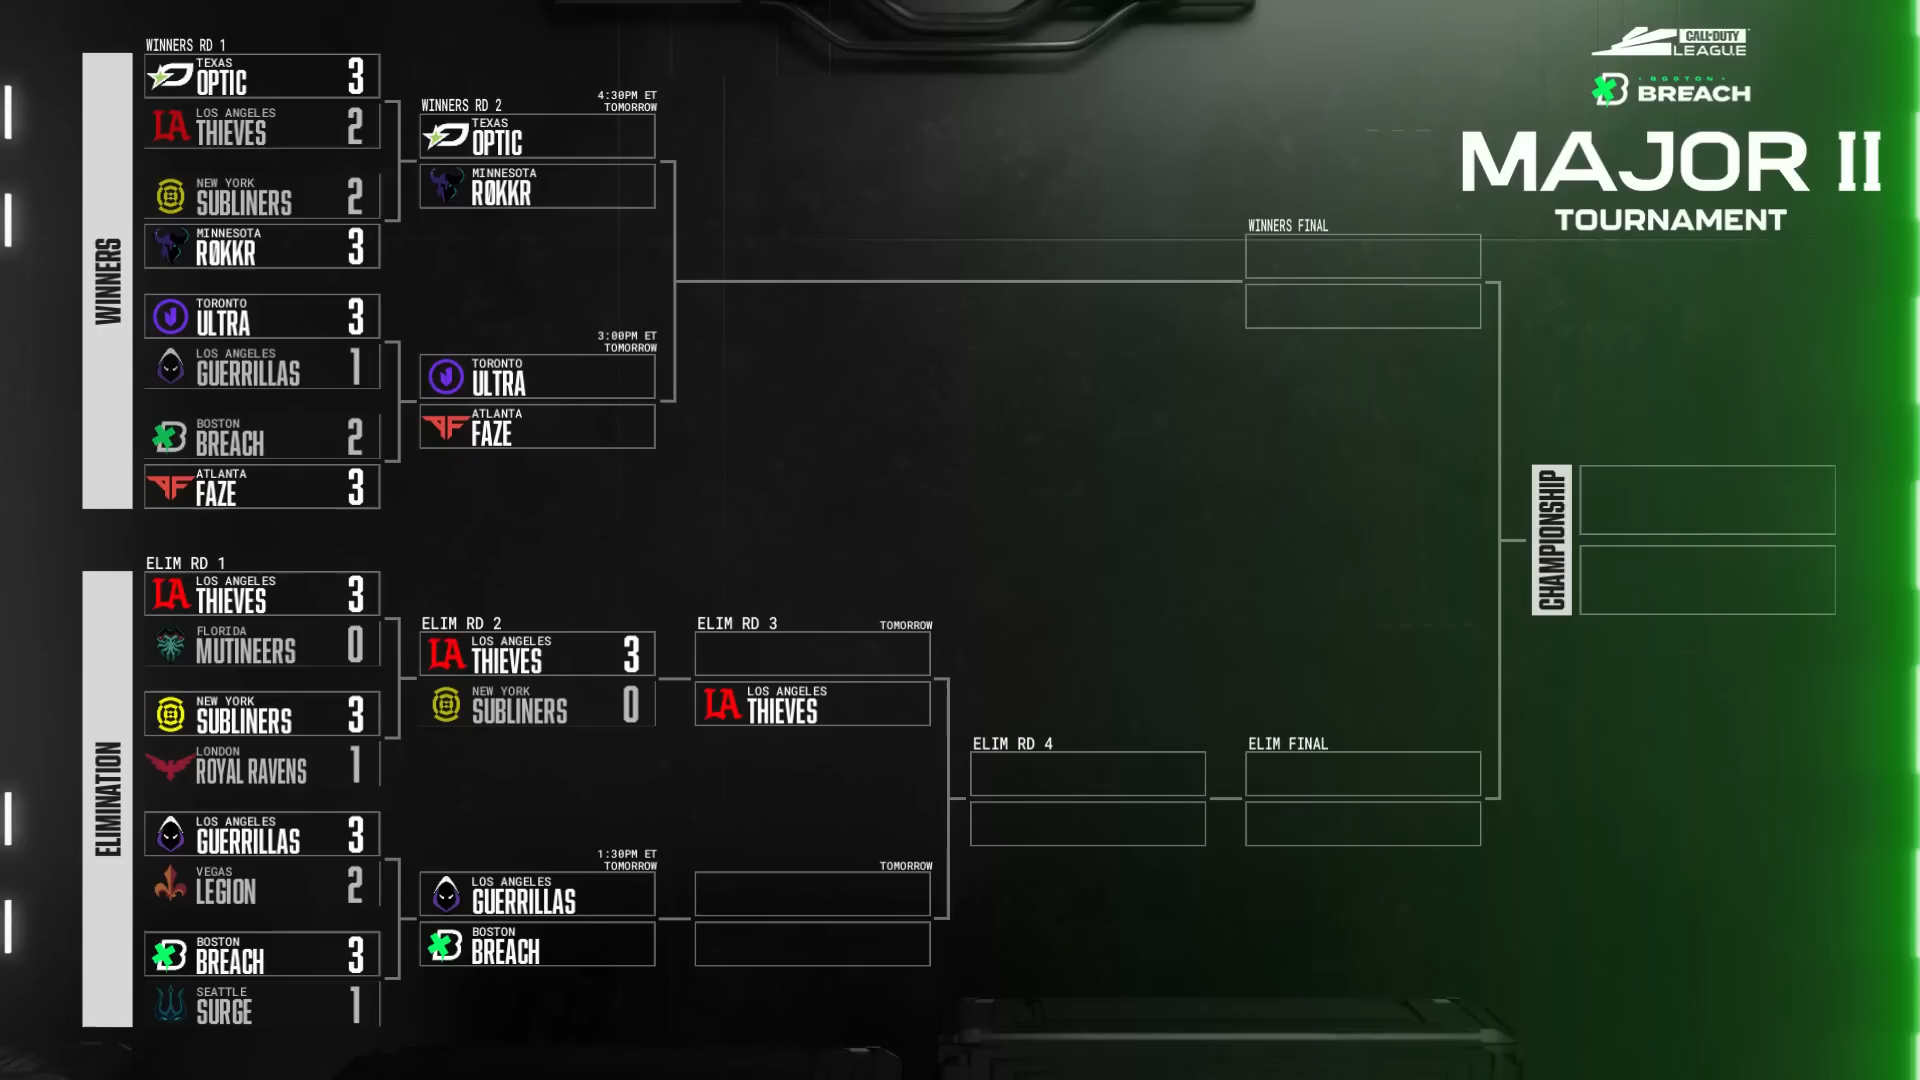 CALL OF DUTY
LEAGUE
BOSTON
BREACH
MAJOR II
TOURNAMENT
WINNERS
WINNERS RD 1
TEXAS
OPTIC 3
LOS ANGELES
THIEVES 2
NEW YORK
SUBLINERS 2
MINNESOTA
RØKKR 3
TORONTO
ULTRA 3
LOS ANGELES
GUERRILLAS 1
BOSTON
BREACH 2
ATLANTA
FAZE 3
WINNERS RD 2
4:30PM ET
TOMORROW
TEXAS
OPTIC
MINNESOTA
RØKKR
3:00PM ET
TOMORROW
TORONTO
ULTRA
ATLANTA
FAZE
WINNERS FINAL
CHAMPIONSHIP
ELIMINATION
ELIM RD 1
LOS ANGELES
THIEVES 3
FLORIDA
MUTINEERS 0
NEW YORK
SUBLINERS 3
LONDON
ROYAL RAVENS 1
LOS ANGELES
GUERRILLAS 3
VEGAS
LEGION 2
BOSTON
BREACH 3
SEATTLE
SURGE 1
ELIM RD 2
LOS ANGELES
THIEVES 3
NEW YORK
SUBLINERS 0
1:30PM ET
TOMORROW
LOS ANGELES
GUERRILLAS
BOSTON
BREACH
ELIM RD 3
TOMORROW
LOS ANGELES
THIEVES
TOMORROW
ELIM RD 4
ELIM FINAL